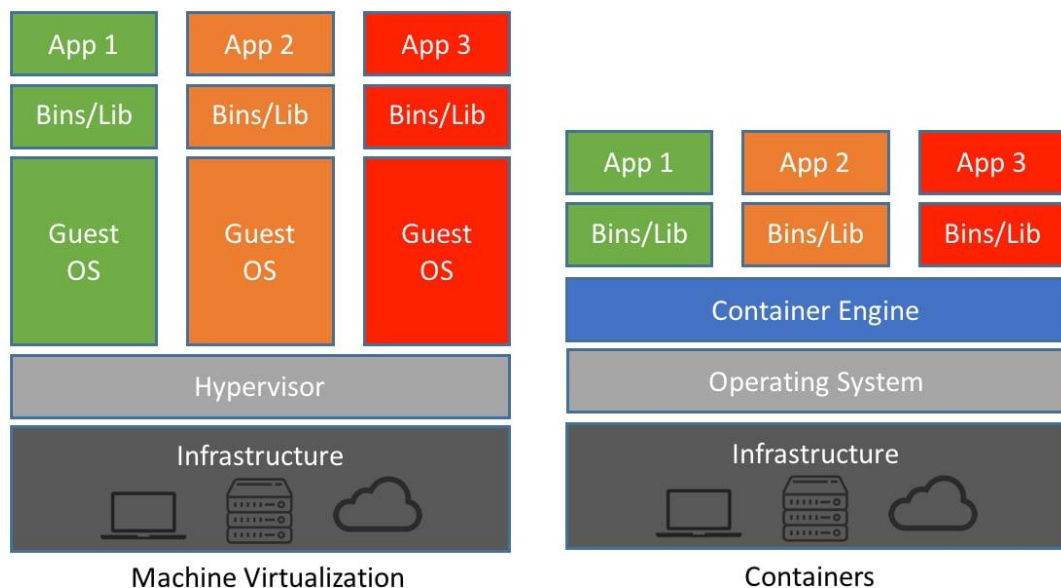 App 1
App 2
App 3
Bins/Lib
Bins/Lib
Bins/Lib
Guest
OS
Guest
OS
Guest
OS
Hypervisor
Infrastructure
Machine Virtualization
App 1
App 2
App 3
Bins/Lib
Bins/Lib
Bins/Lib
Container Engine
Operating System
Infrastructure
Containers